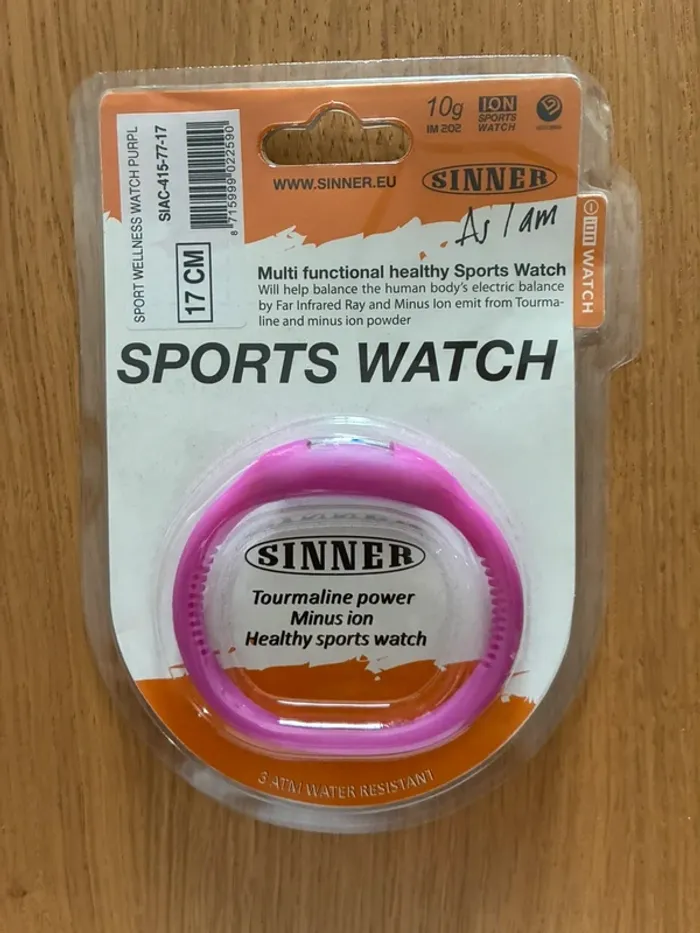 SPORT WELLNESS WATCH PURPL
SIAC-415-77-17
8 715999 022590
17 CM
10g
IM 202
ION
SPORTS
WATCH
WWW.SINNER.EU
SINNER
As I am
ion WATCH
Multi functional healthy Sports Watch
Will help balance the human body's electric balance
by Far Infrared Ray and Minus Ion emit from Tourma-
line and minus ion powder
SPORTS WATCH
SINNER
Tourmaline power
Minus ion
Healthy sports watch
3 ATM WATER RESISTANT